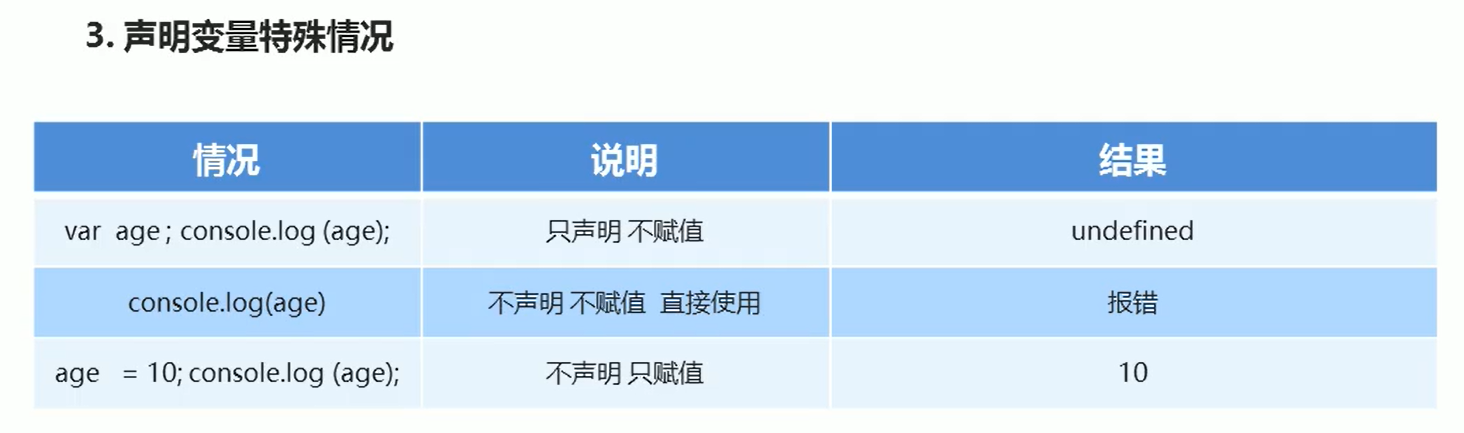 3. 声明变量特殊情况
情况 说明 结果
var age ; console.log (age); 只声明 不赋值 undefined
console.log(age) 不声明 不赋值 直接使用 报错
age = 10; console.log (age); 不声明 只赋值 10